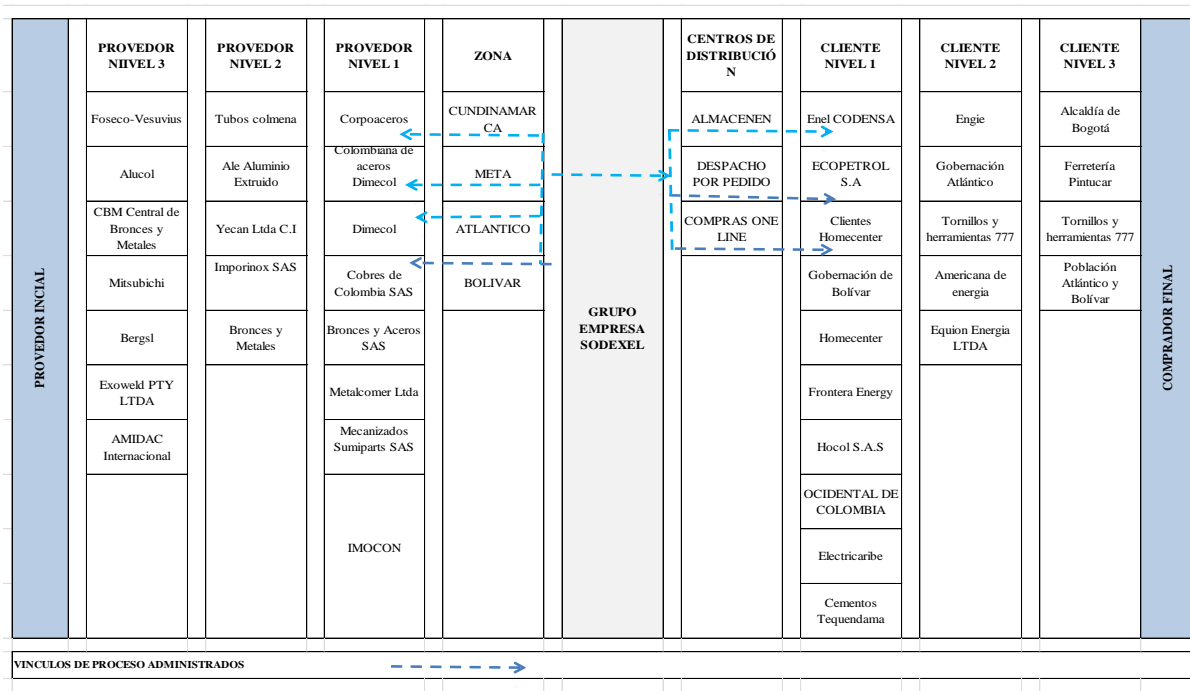 PROVEDOR INCIAL
PROVEDOR
NIIVEL 3
Foseco-Vesuvius
Alucol
CBM Central de
Bronces y
Metales
Mitsubichi
Bergsl
Exoweld PTY
LTDA
AMIDAC
Internacional
PROVEDOR
NIVEL 2
Tubos colmena
Ale Aluminio
Extruido
Yecan Ltda C.I
Imporinox SAS
Bronces y
Metales
PROVEDOR
NIVEL 1
Corpoaceros
Colombiana de
aceros
Dimecol
Dimecol
Cobres de
Colombia SAS
Bronces y Aceros
SAS
Metalcomer Ltda
Mecanizados
Sumiparts SAS
IMOCON
ZONA
CUNDINAMAR
CA
META
ATLANTICO
BOLIVAR
GRUPO
EMPRESA
SODEXEL
CENTROS DE
DISTRIBUCIÓ
N
ALMACENEN
DESPACHO
POR PEDIDO
COMPRAS ONE
LINE
CLIENTE
NIVEL 1
Enel CODENSA
ECOPETROL
S.A
Clientes
Homecenter
Gobernación de
Bolívar
Homecenter
Frontera Energy
Hocol S.A.S
OCIDENTAL DE
COLOMBIA
Electricaribe
Cementos
Tequendama
CLIENTE
NIVEL 2
Engie
Gobernación
Atlántico
Tornillos y
herramientas 777
Americana de
energia
Equion Energia
LTDA
CLIENTE
NIVEL 3
Alcaldía de
Bogotá
Ferretería
Pintucar
Tornillos y
herramientas 777
Población
Atlántico y
Bolívar
COMPRADOR FINAL
VINCULOS DE PROCESO ADMINISTRADOS